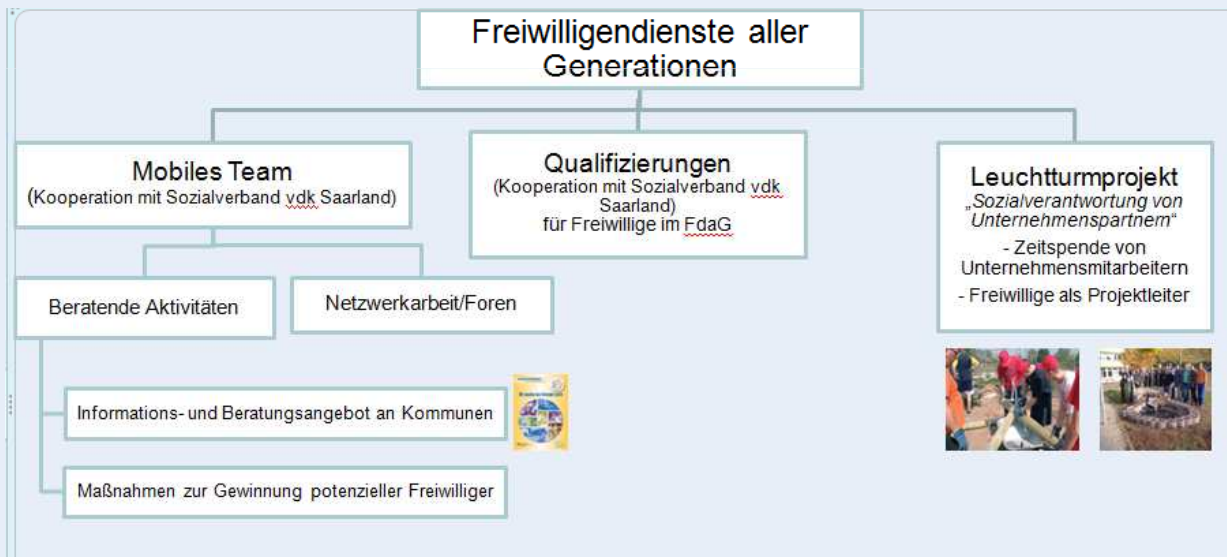 Freiwilligendienste aller
Generationen
Mobiles Team
(Kooperation mit Sozialverband vdk Saarland)
Qualifizierungen
(Kooperation mit Sozialverband vdk
Saarland)
für Freiwillige im FdaG
Leuchtturmprojekt
„Sozialverantwortung von
Unternehmenspartnern“
- Zeitspende von
Unternehmensmitarbeitern
- Freiwillige als Projektleiter
Beratende Aktivitäten
Netzwerkarbeit/Foren
Informations- und Beratungsangebot an Kommunen
Maßnahmen zur Gewinnung potenzieller Freiwilliger